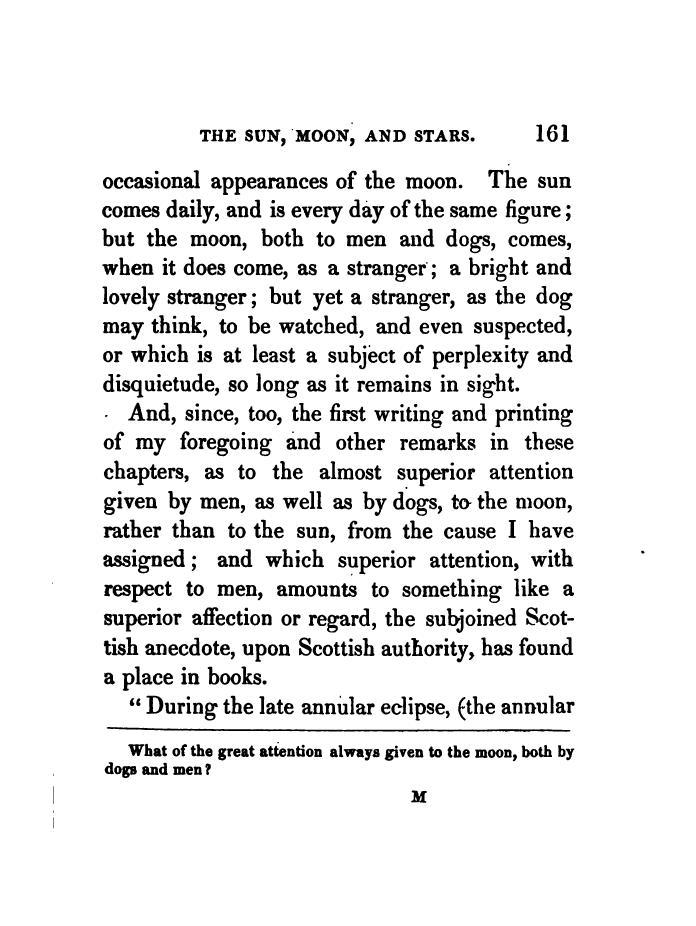 THE SUN, MOON, AND STARS. 161
occasional appearances of the moon. The sun
comes daily, and is every day of the same figure;
but the moon, both to men and dogs, comes,
when it does come, as a stranger; a bright and
lovely stranger; but yet a stranger, as the dog
may think, to be watched, and even suspected,
or which is at least a subject of perplexity and
disquietude, so long as it remains in sight.
And, since, too, the first writing and printing
of my foregoing and other remarks in these
chapters, as to the almost superior attention
given by men, as well as by dogs, to the moon,
rather than to the sun, from the cause I have
assigned; and which superior attention, with
respect to men, amounts to something like a
superior affection or regard, the subjoined Scot-
tish anecdote, upon Scottish authority, has found
a place in books.
“ During the late annular eclipse, (the annular
What of the great attention always given to the moon, both by
dogs and men?
M